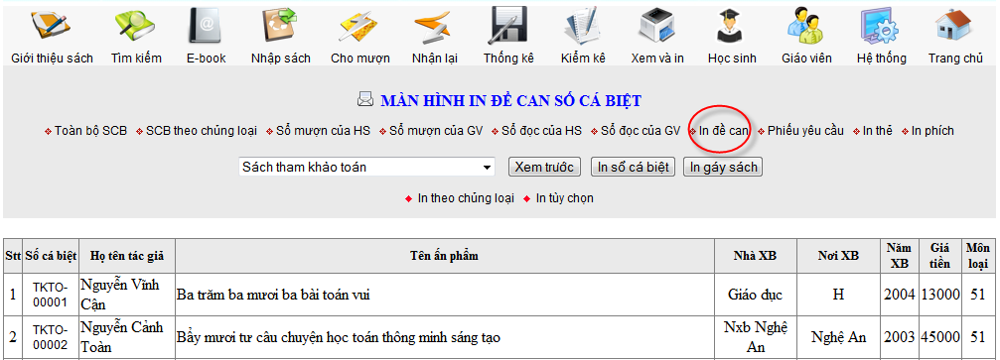 Giới thiệu sách Tìm kiếm E-book Nhập sách Cho mượn Nhận lại Thống kê Kiểm kê Xem và in Học sinh Giáo viên Hệ thống Trang chủ
MÀN HÌNH IN ĐỀ CAN SỐ CÁ BIỆT
Toàn bộ SCB SCB theo chủng loại Sổ mượn của HS Sổ mượn của GV Sổ đọc của HS Sổ đọc của GV In đề can Phiếu yêu cầu In thẻ In phích
Sách tham khảo toán Xem trước In số cá biệt In gáy sách
In theo chủng loại In tùy chọn
Stt Số cá biệt Họ tên tác giả Tên ấn phẩm Nhà XB Nơi XB Năm XB Giá tiền Môn loại
1 TKTO-00001 Nguyễn Vĩnh Cận Ba trăm ba mươi ba bài toán vui Giáo dục H 2004 13000 51
2 TKTO-00002 Nguyễn Cảnh Toàn Bẩy mươi tư câu chuyện học toán thông minh sáng tạo Nxb Nghệ An Nghệ An 2003 45000 51